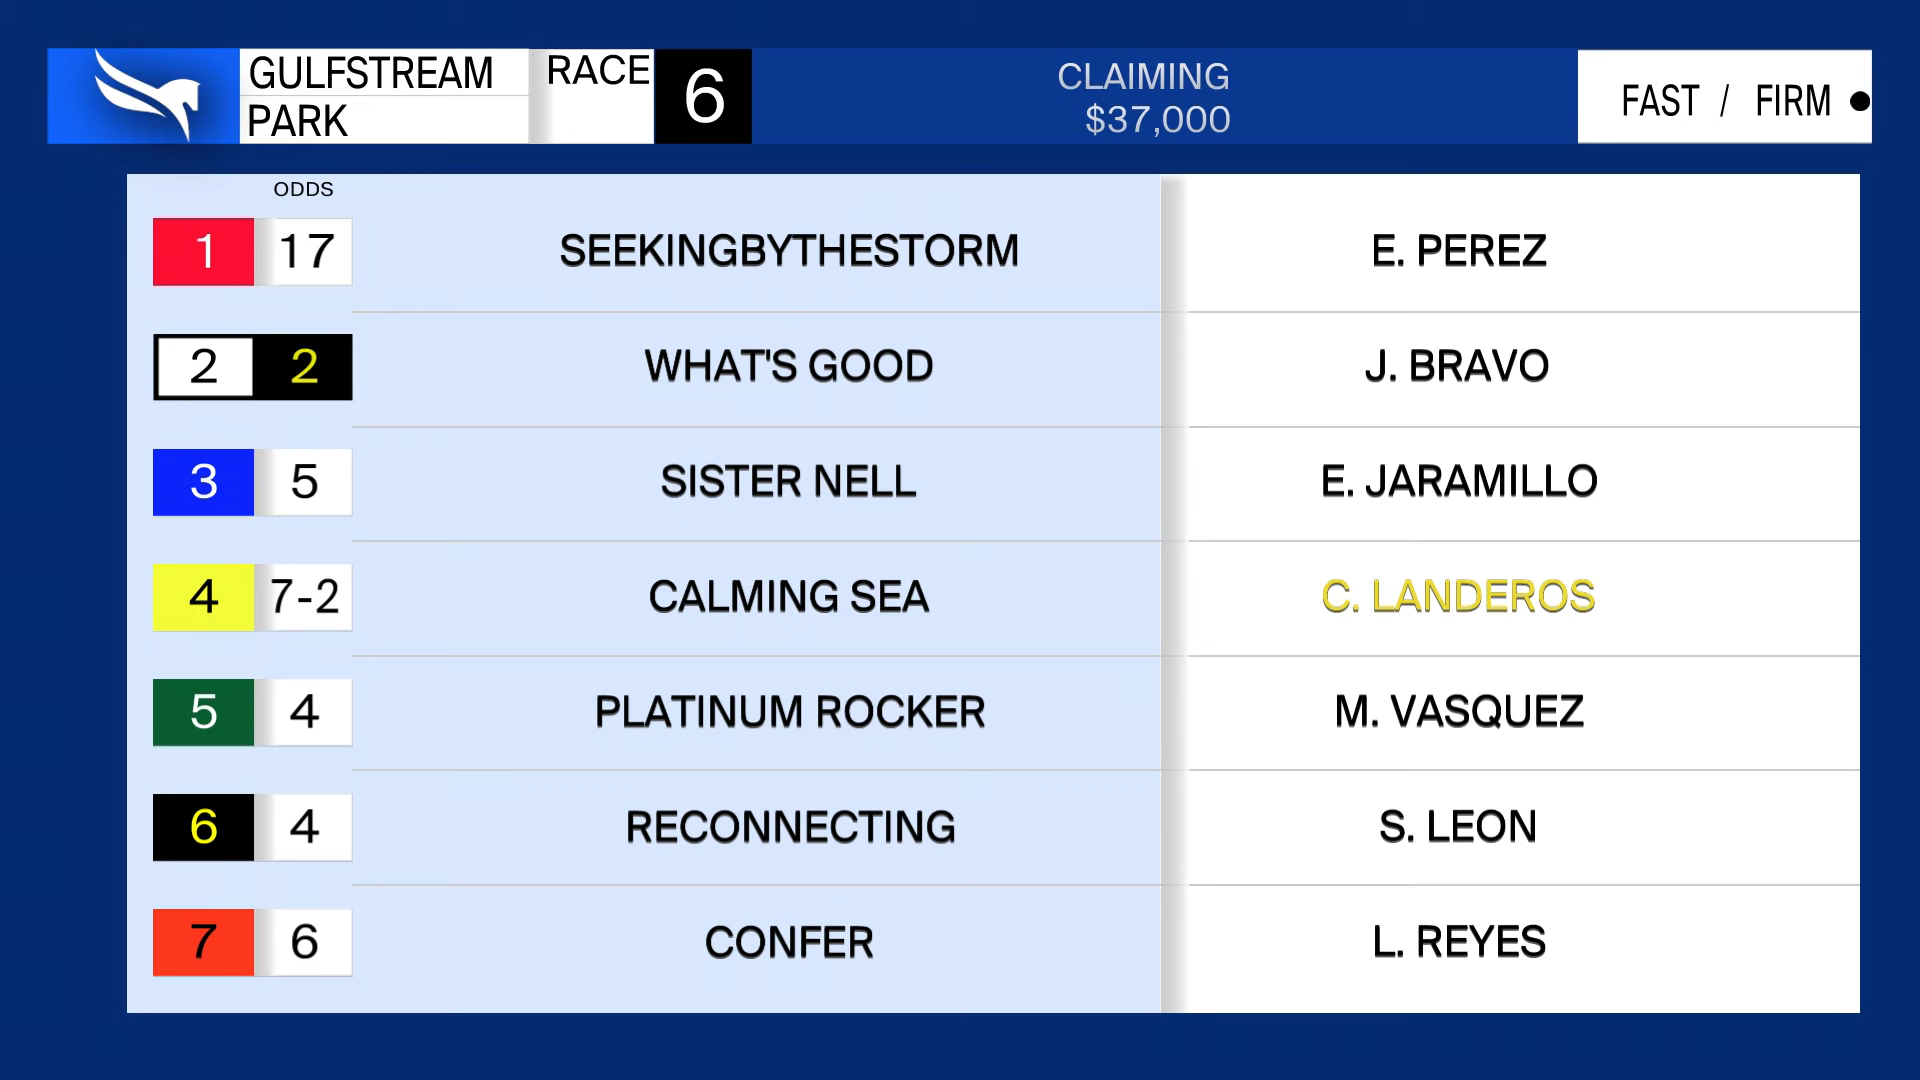 GULFSTREAM
PARK
RACE
6
CLAIMING
$37,000
FAST / FIRM
ODDS
1 17 SEEKINGBYTHESTORM E. PEREZ
2 2 WHAT'S GOOD J. BRAVO
3 5 SISTER NELL E. JARAMILLO
4 7-2 CALMING SEA C. LANDEROS
5 4 PLATINUM ROCKER M. VASQUEZ
6 4 RECONNECTING S. LEON
7 6 CONFER L. REYES